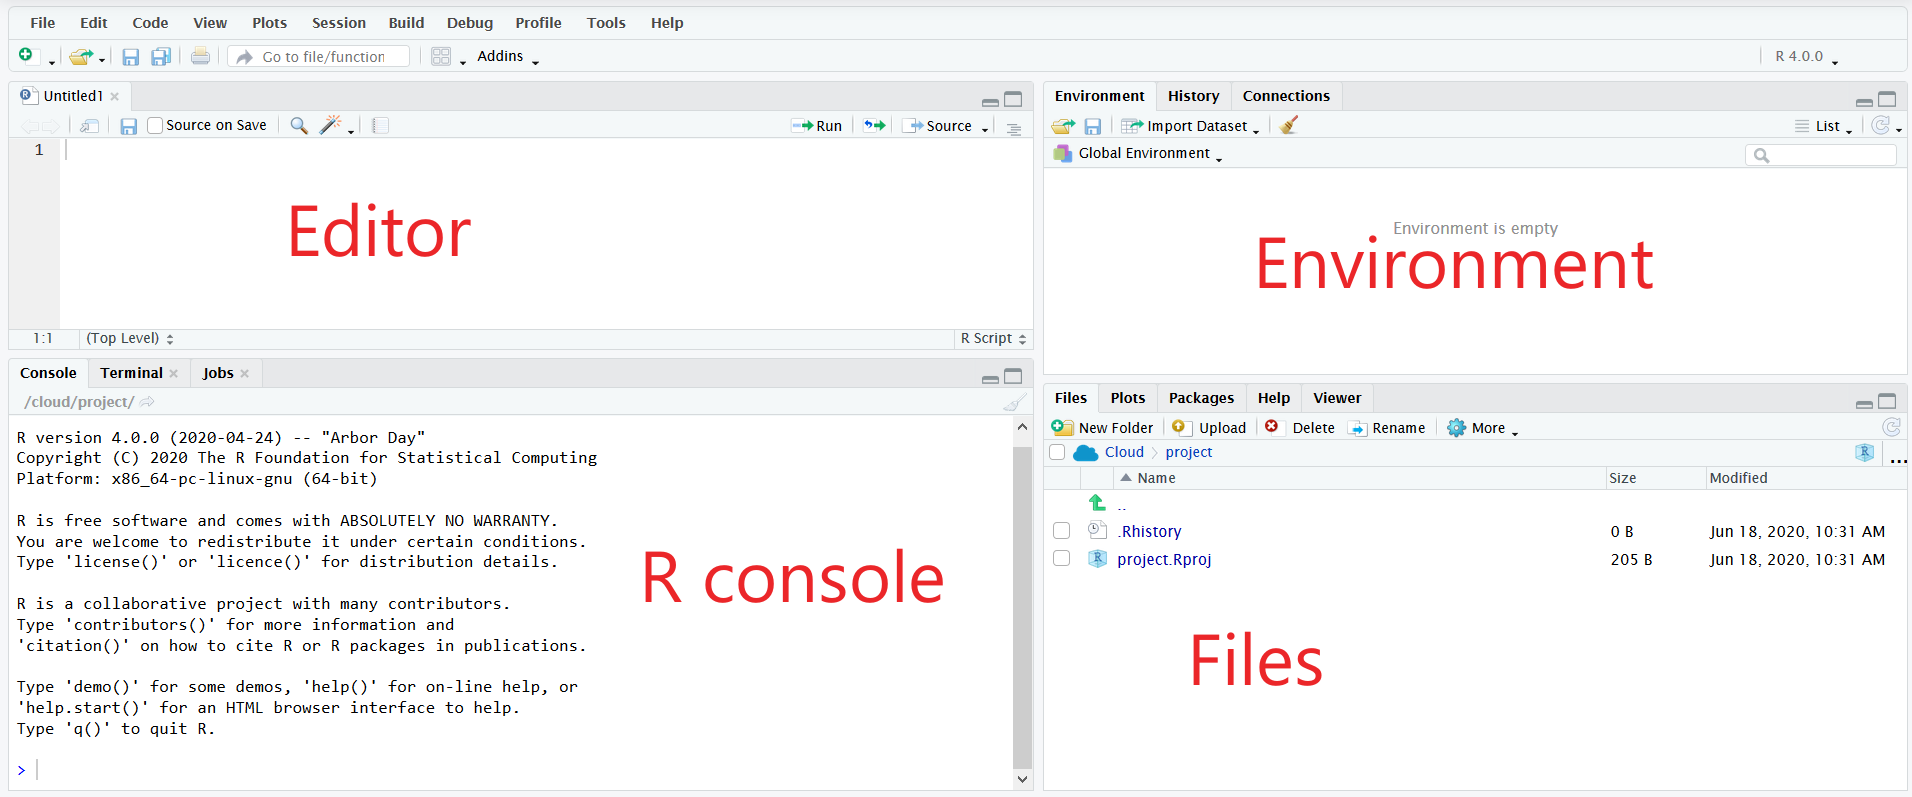 File Edit Code View Plots Session Build Debug Profile Tools Help
Go to file/function Addins R 4.0.0
Untitled1
Source on Save Run Source
1
Editor
1:1 (Top Level) R Script
Console Terminal Jobs
/cloud/project/
R version 4.0.0 (2020-04-24) -- "Arbor Day"
Copyright (C) 2020 The R Foundation for Statistical Computing
Platform: x86_64-pc-linux-gnu (64-bit)
R is free software and comes with ABSOLUTELY NO WARRANTY.
You are welcome to redistribute it under certain conditions.
Type 'license()' or 'licence()' for distribution details.
R is a collaborative project with many contributors.
Type 'contributors()' for more information and
'citation()' on how to cite R or R packages in publications.
Type 'demo()' for some demos, 'help()' for on-line help, or
'help.start()' for an HTML browser interface to help.
Type 'q()' to quit R.
>
R console
Environment History Connections
Import Dataset List
Global Environment
Environment is empty
Environment
Files Plots Packages Help Viewer
New Folder Upload Delete Rename More
Cloud project ...
Name Size Modified
..
.Rhistory 0 B Jun 18, 2020, 10:31 AM
project.Rproj 205 B Jun 18, 2020, 10:31 AM
Files